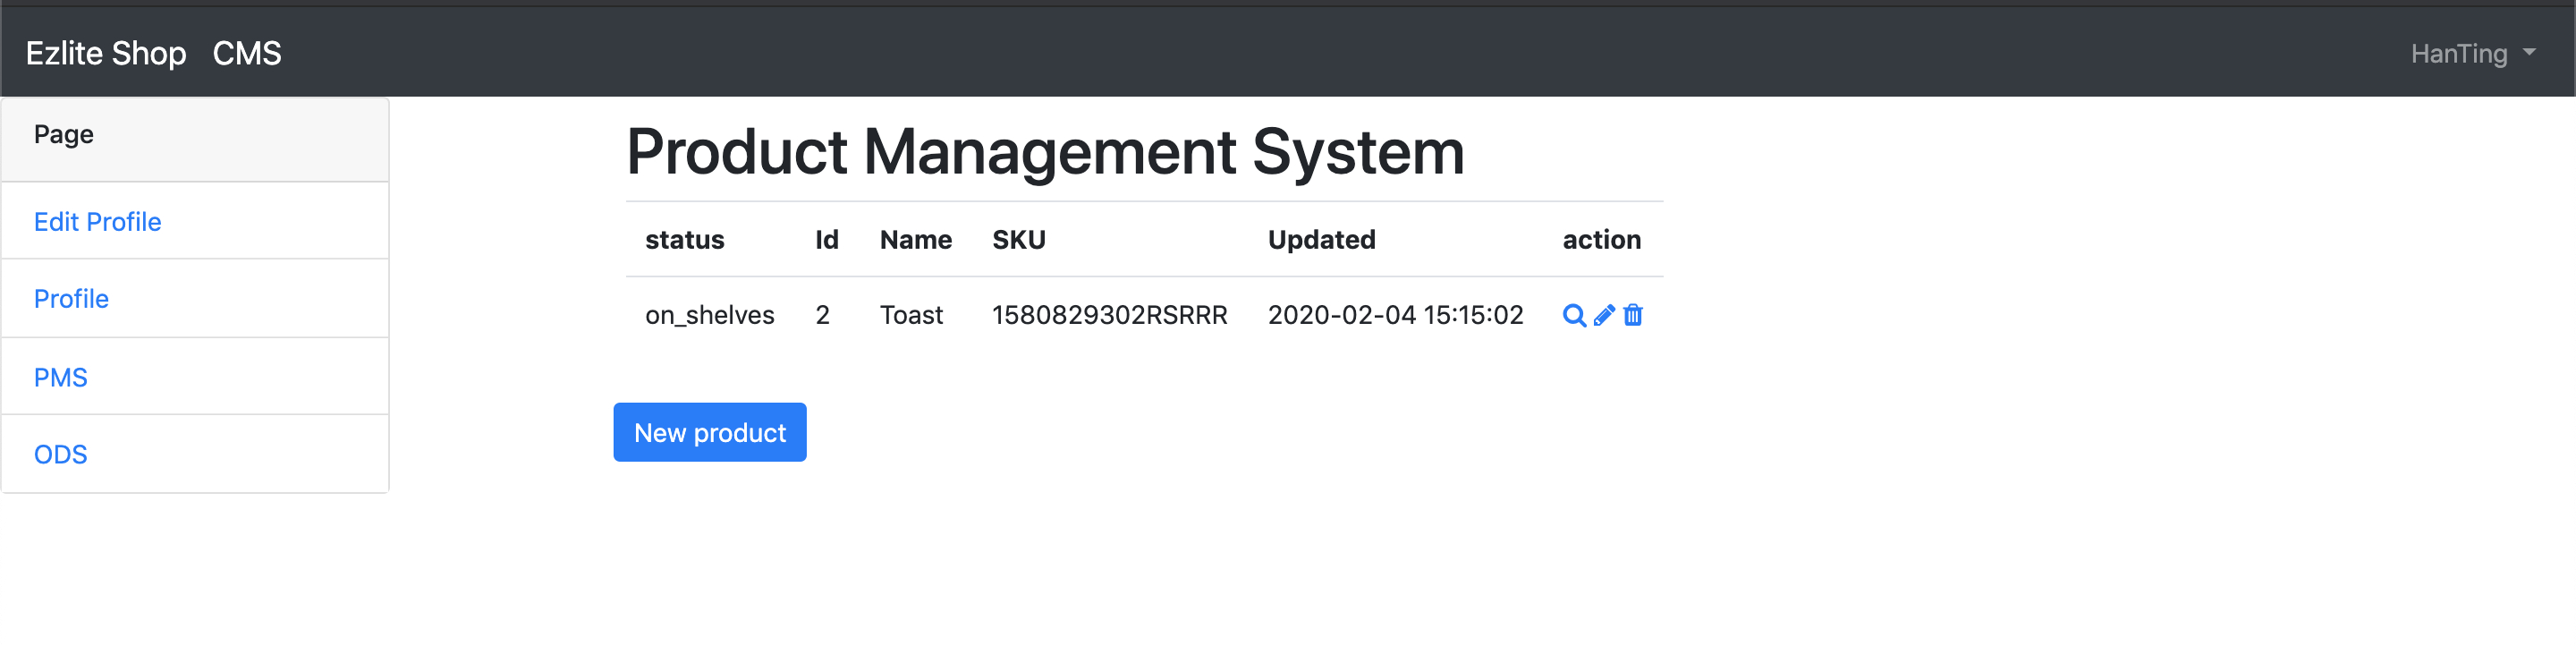 Ezlite Shop CMS HanTing
Page
Edit Profile
Profile
PMS
ODS
Product Management System
status Id Name SKU Updated action
on_shelves 2 Toast 1580829302RSRRR 2020-02-04 15:15:02
New product